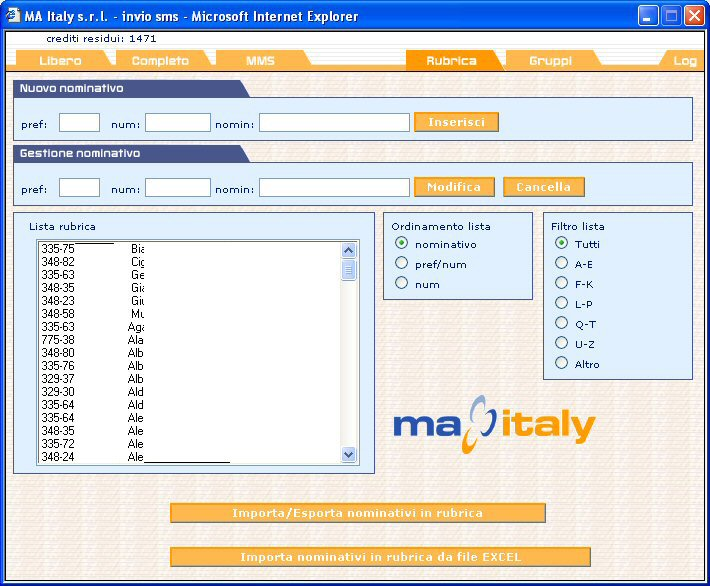 MA Italy s.r.l. - invio sms - Microsoft Internet Explorer
crediti residui: 1471
Libero Completo MMS Rubrica Gruppi Log
Nuovo nominativo
pref: num: nomin: Inserisci
Gestione nominativo
pref: num: nomin: Modifica Cancella
Lista rubrica
335-75 Bia
348-82 Cig
335-63 Ge
348-35 Gia
348-23 Giu
348-58 Mu
335-63 Aga
775-38 Ala
348-80 Alb
335-76 Alb
329-37 Alb
329-30 Ald
335-64 Ald
335-64 Ale
348-35 Ale
335-72 Ale
348-24 Ale
Ordinamento lista
nominativo
pref/num
num
Filtro lista
Tutti
A-E
F-K
L-P
Q-T
U-Z
Altro
ma italy
Importa/Esporta nominativi in rubrica
Importa nominativi in rubrica da file EXCEL